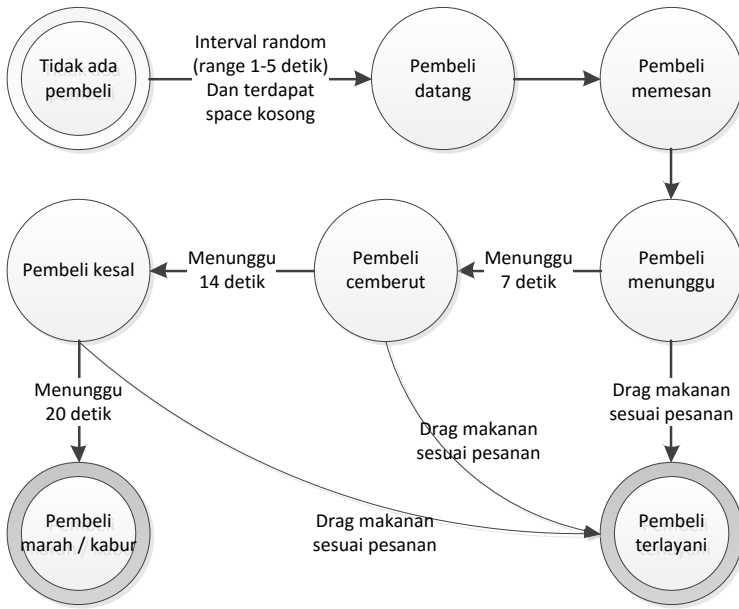 Tidak ada
pembeli
Interval random
(range 1-5 detik)
Dan terdapat
space kosong
Pembeli
datang
Pembeli
memesan
Pembeli kesal
Menunggu
14 detik
Pembeli
cemberut
Menunggu
7 detik
Pembeli
menunggu
Menunggu
20 detik
Drag makanan
sesuai pesanan
Drag makanan
sesuai pesanan
Pembeli
marah / kabur
Drag makanan
sesuai pesanan
Pembeli
terlayani